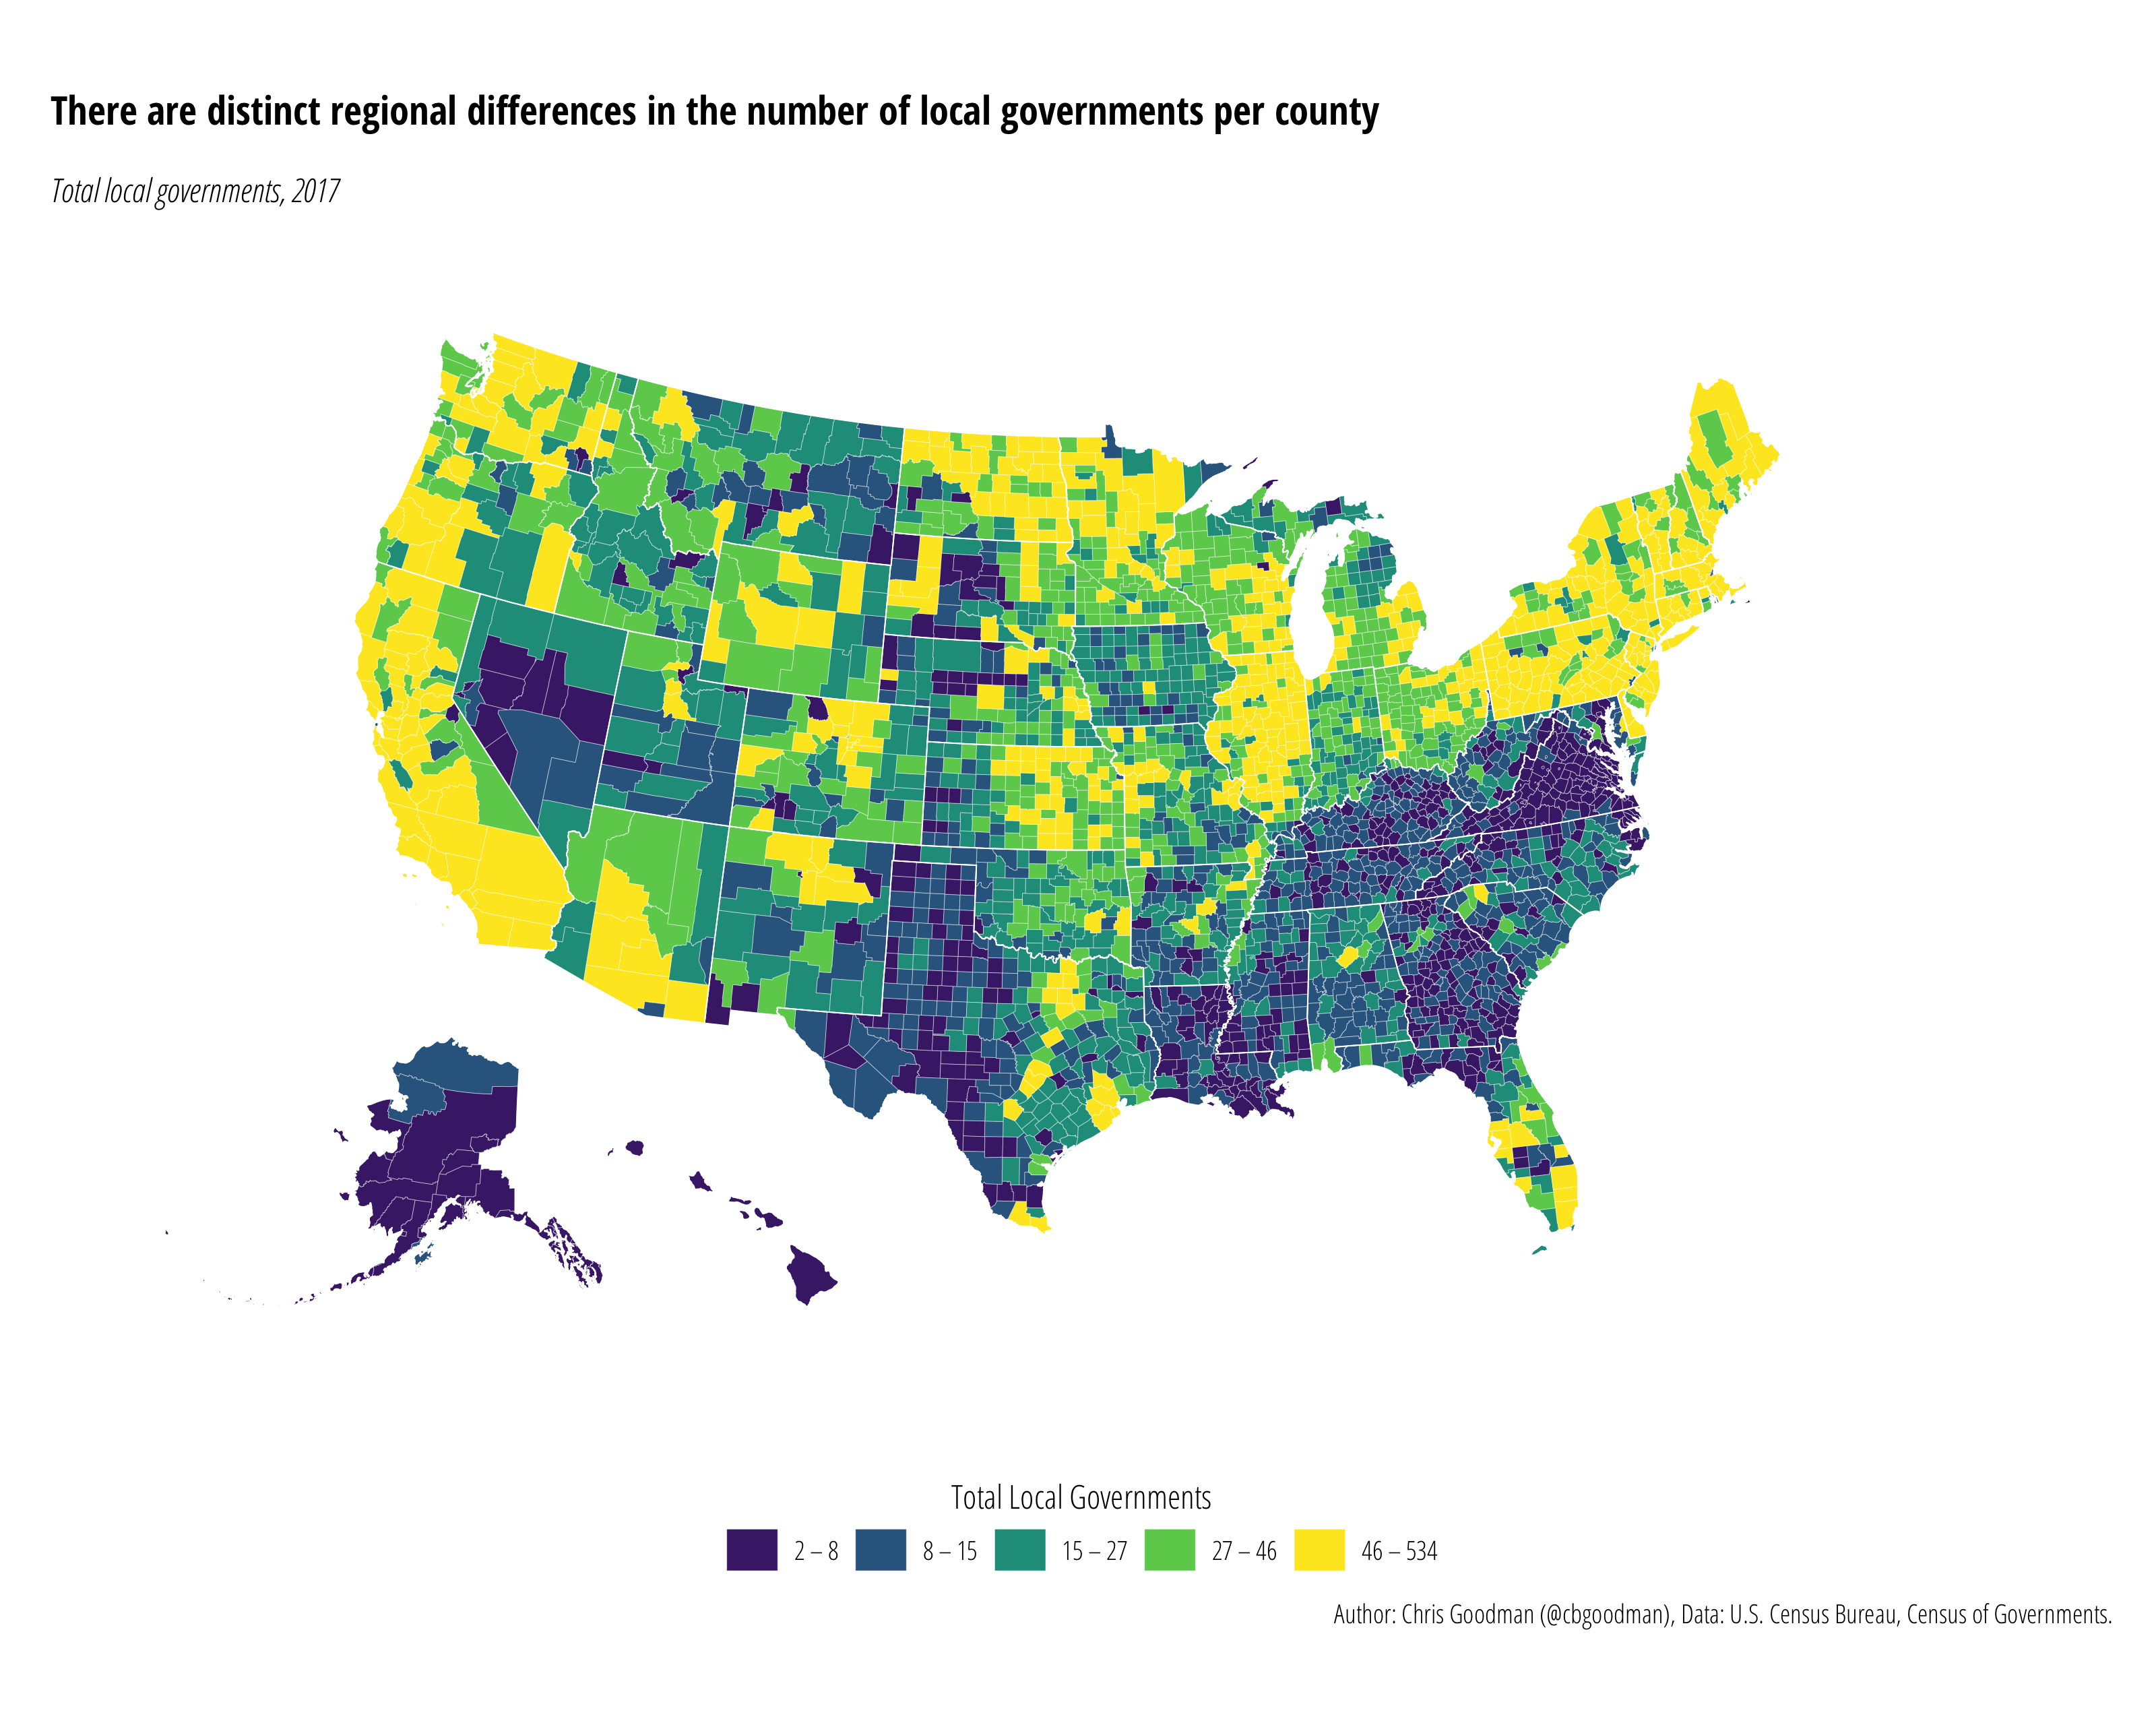 There are distinct regional differences in the number of local governments per county
Total local governments, 2017
Total Local Governments
2 – 8 8 – 15 15 – 27 27 – 46 46 – 534
Author: Chris Goodman (@cbgoodman), Data: U.S. Census Bureau, Census of Governments.